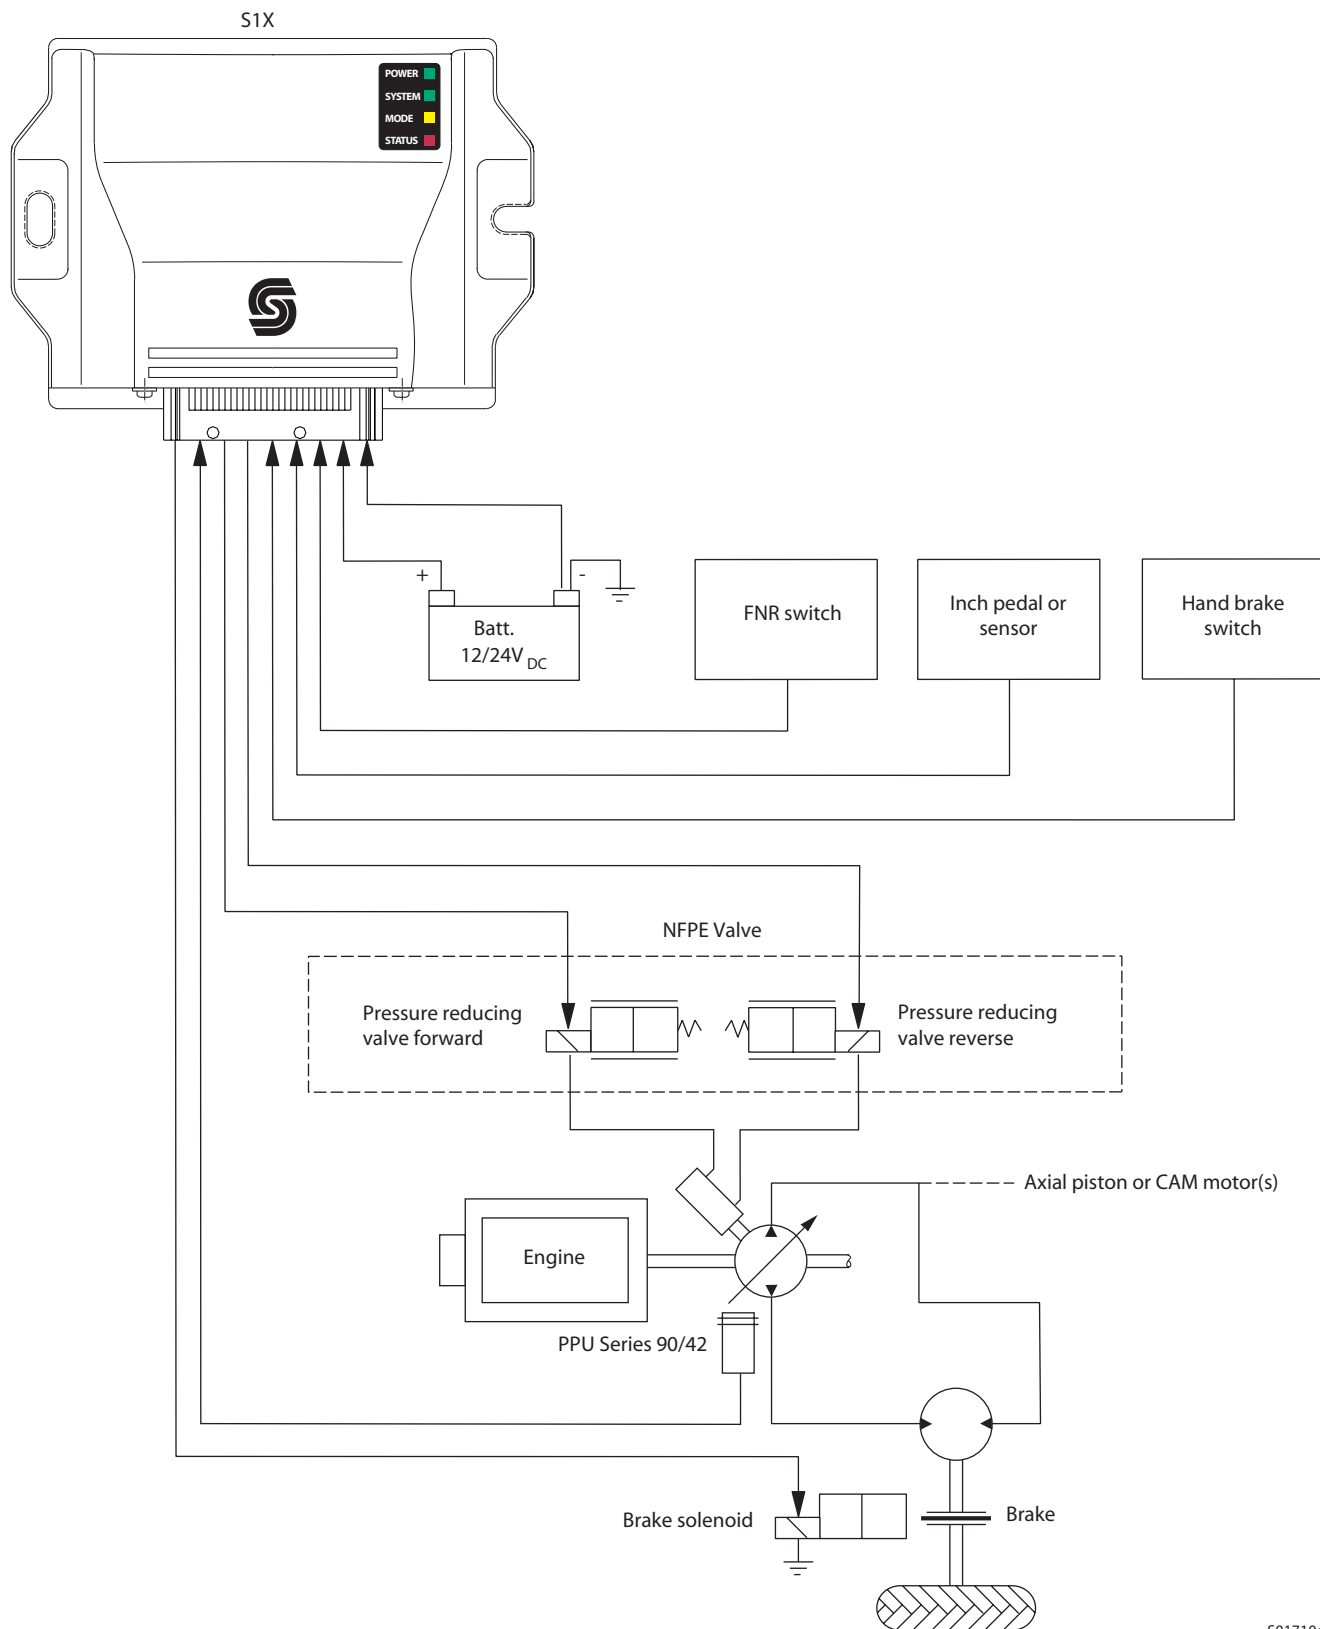 S1X
POWER
SYSTEM
MODE
STATUS
+
-
Batt.
12/24V DC
FNR switch
Inch pedal or
sensor
Hand brake
switch
NFPE Valve
Pressure reducing
valve forward
Pressure reducing
valve reverse
Axial piston or CAM motor(s)
Engine
PPU Series 90/42
Brake solenoid
Brake